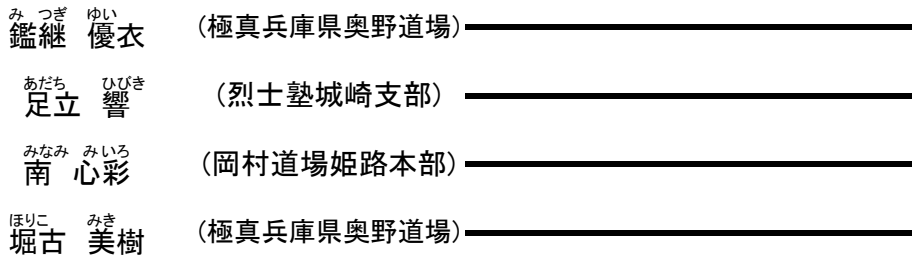 みつぎ ゆい
鑑継 優衣 (極真兵庫県奥野道場)
あだち ひびき
足立 響 (烈士塾城崎支部)
みなみ みいろ
南 心彩 (岡村道場姫路本部)
ほりこ みき
堀古 美樹 (極真兵庫県奥野道場)